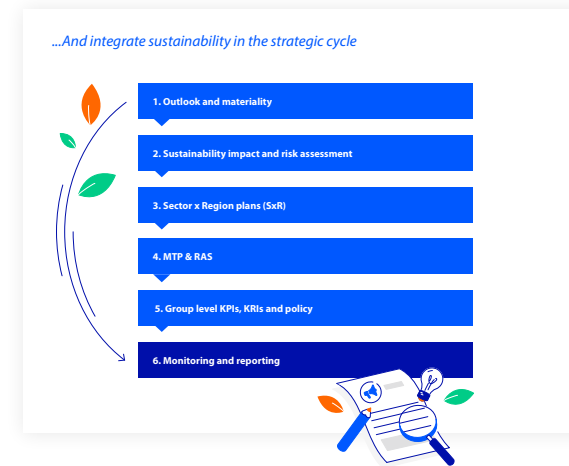 ...And integrate sustainability in the strategic cycle
1. Outlook and materiality
2. Sustainability impact and risk assessment
3. Sector x Region plans (SxR)
4. MTP & RAS
5. Group level KPIs, KRIs and policy
6. Monitoring and reporting